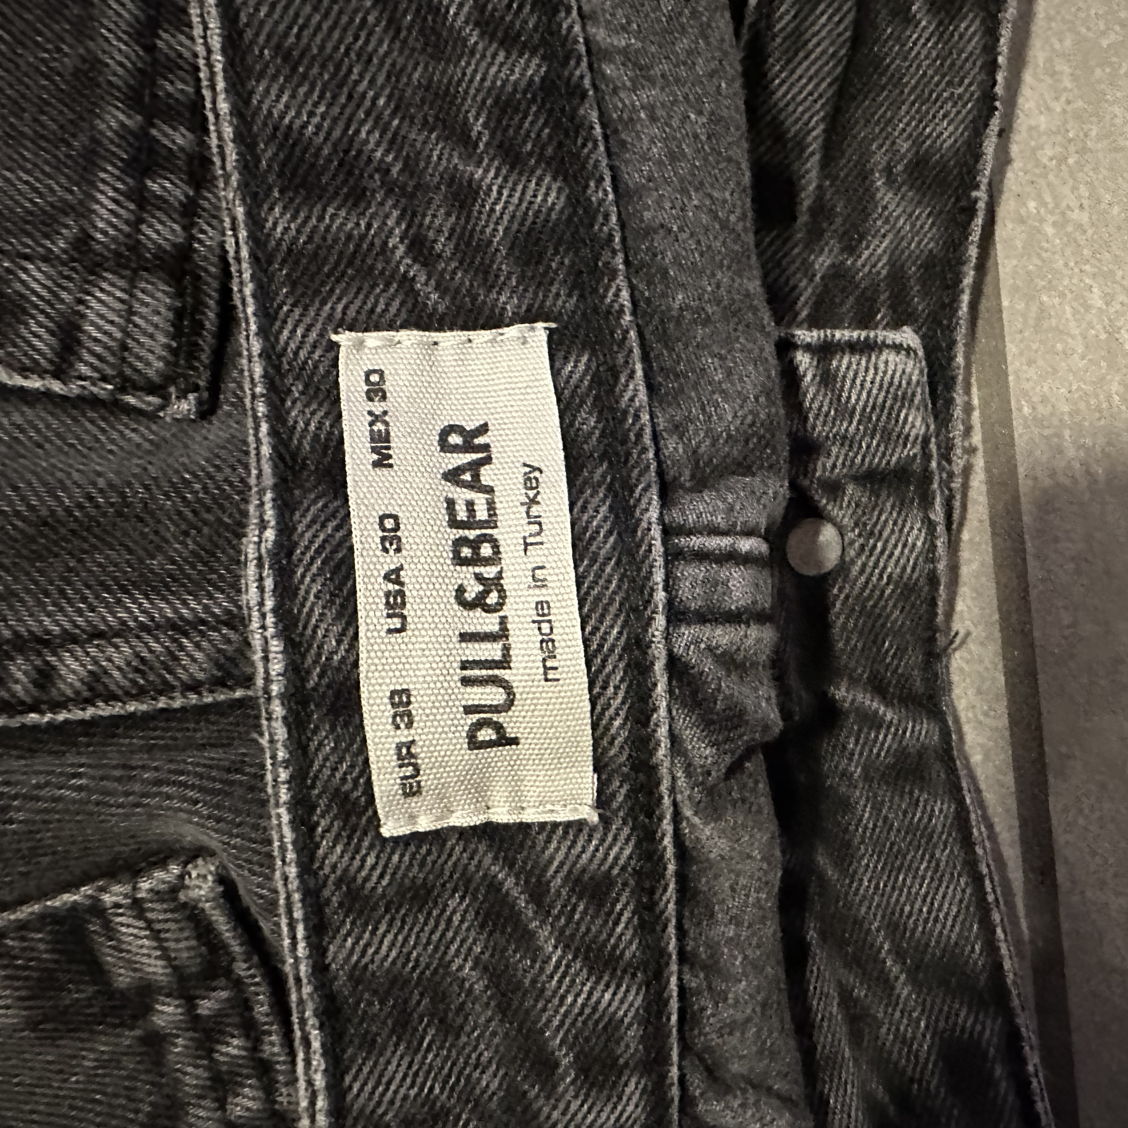 EUR 38 USA 30 MEX 30
PULL&BEAR
made in Turkey